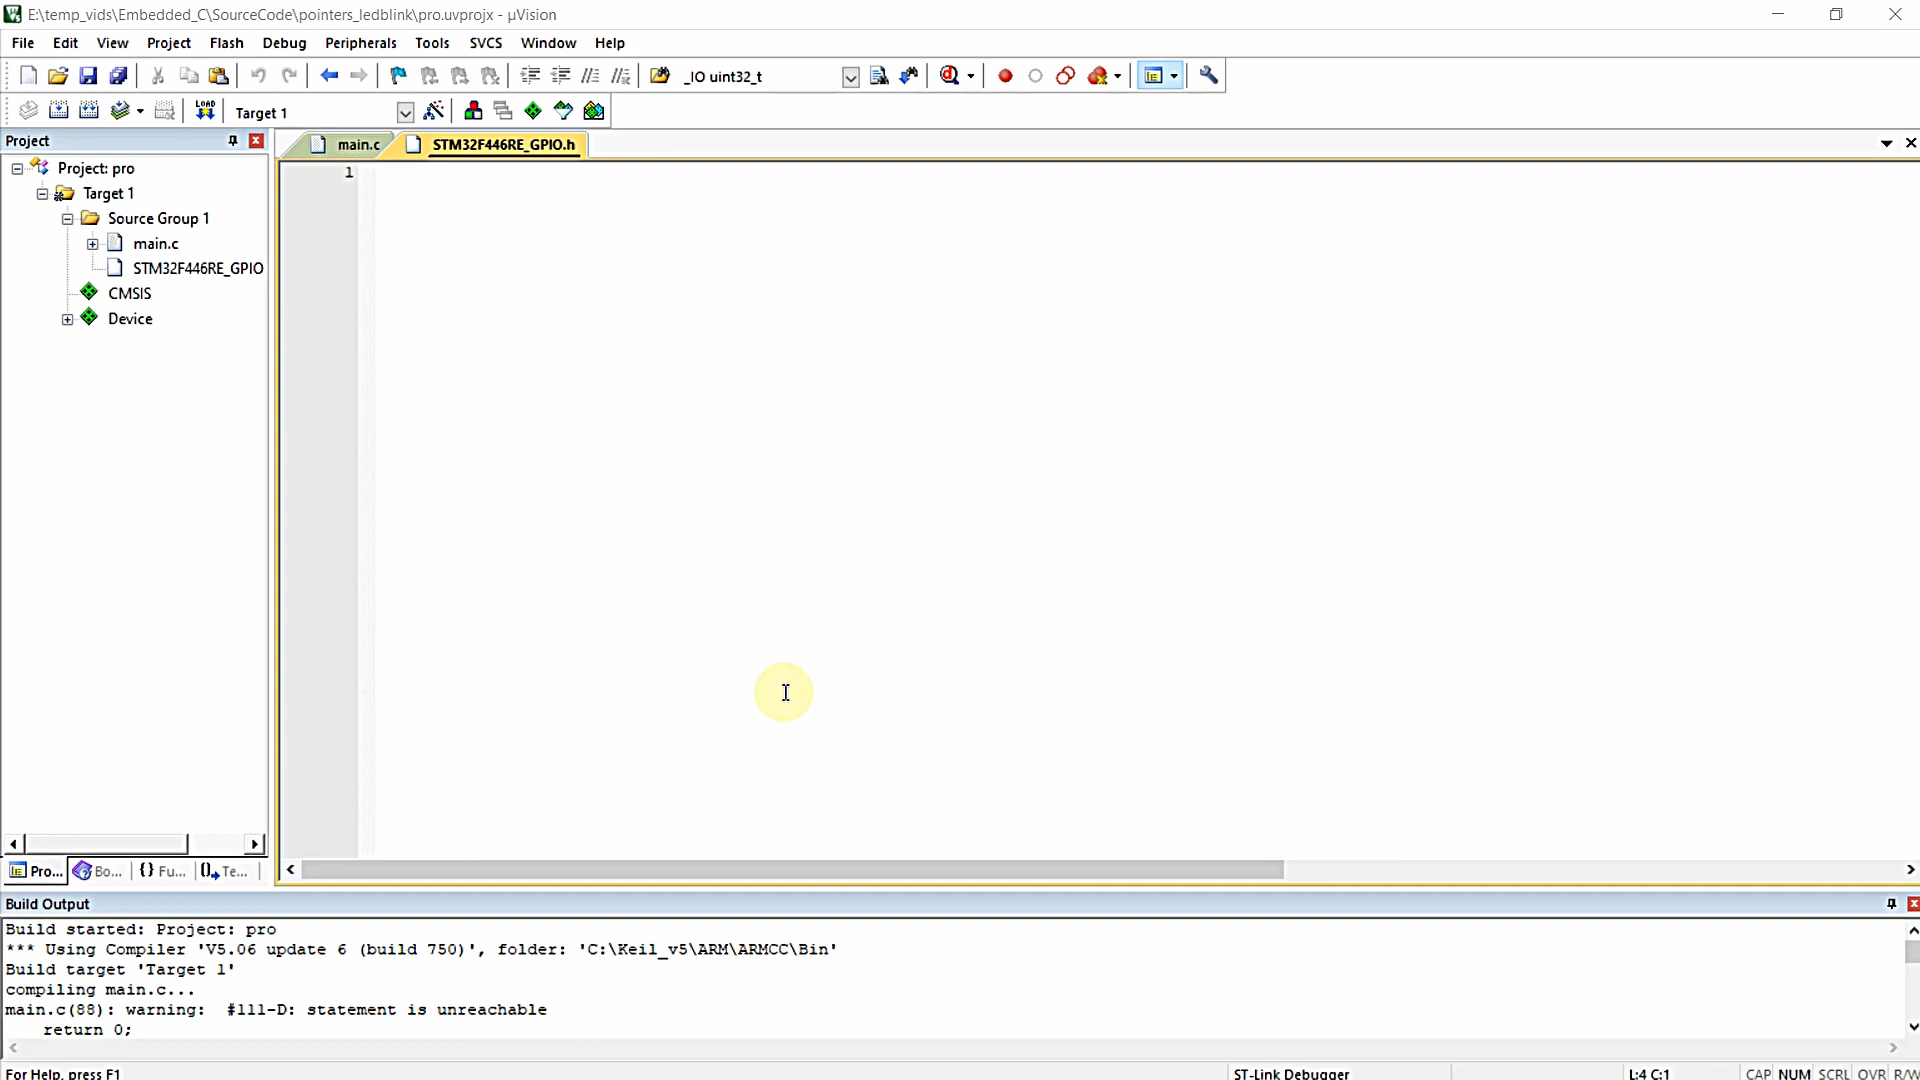 E:\temp_vids\Embedded_C\SourceCode\pointers_ledblink\pro.uvprojx - µVision
File Edit View Project Flash Debug Peripherals Tools SVCS Window Help
_IO uint32_t
LOAD Target 1
Project
main.c STM32F446RE_GPIO.h
1
Project: pro
Target 1
Source Group 1
main.c
STM32F446RE_GPIO
CMSIS
Device
Pro... Bo... {} Fu... Te...
Build Output
Build started: Project: pro
*** Using Compiler 'V5.06 update 6 (build 750)', folder: 'C:\Keil_v5\ARM\ARMCC\Bin'
Build target 'Target 1'
compiling main.c...
main.c(88): warning:  #111-D: statement is unreachable
return 0;
For Help, press F1 ST-Link Debugger L:4 C:1 CAP NUM SCRL OVR R/W